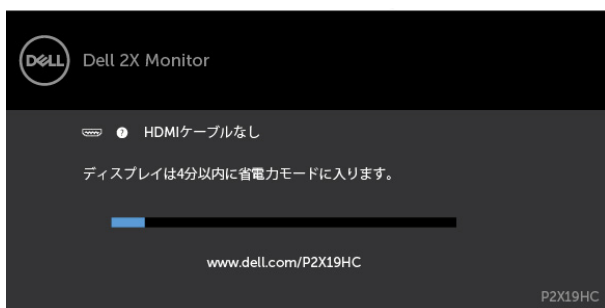 DELL
Dell 2X Monitor
? HDMIケーブルなし
ディスプレイは4分以内に省電力モードに入ります。
www.dell.com/P2X19HC
P2X19HC